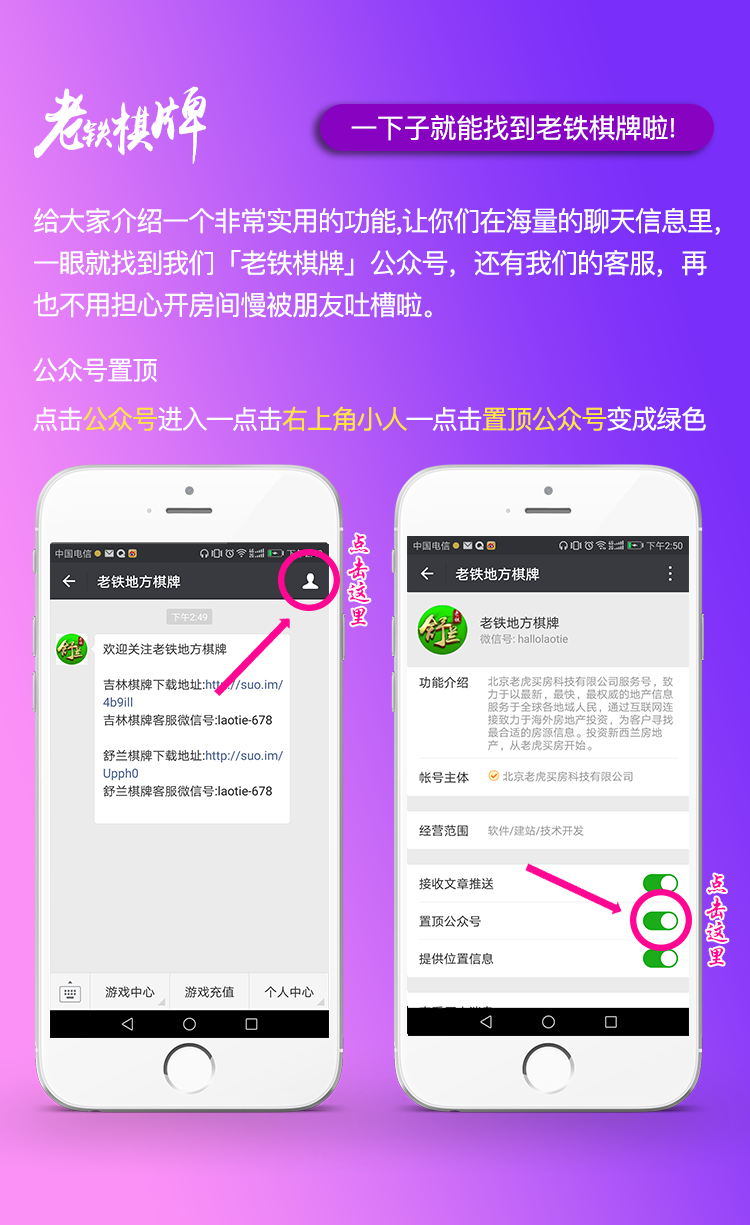 老铁棋牌
一下子就能找到老铁棋牌啦!
给大家介绍一个非常实用的功能,让你们在海量的聊天信息里,
一眼就找到我们「老铁棋牌」公众号，还有我们的客服，再
也不用担心开房间慢被朋友吐槽啦。
公众号置顶
点击公众号进入一点击右上角小人一点击置顶公众号变成绿色
中国电信
老铁地方棋牌
下午2:49
欢迎关注老铁地方棋牌
吉林棋牌下载地址:http://suo.im/
4b9ill
吉林棋牌客服微信号:laotie-678
舒兰棋牌下载地址:http://suo.im/
Upph0
舒兰棋牌客服微信号:laotie-678
游戏中心
游戏充值
个人中心
点击这里
中国电信
下午2:50
老铁地方棋牌
舒兰
老铁地方棋牌
微信号: hallolaotie
功能介绍
北京老虎买房科技有限公司服务号，致
力于以最新，最快，最权威的地产信息
服务于全球各地域人民，通过互联网连
接致力于海外房地产投资，为客户寻找
最合适的房源信息。投资新西兰房地
产，从老虎买房开始。
帐号主体
北京老虎买房科技有限公司
经营范围
软件/建站/技术开发
接收文章推送
置顶公众号
提供位置信息
点击这里